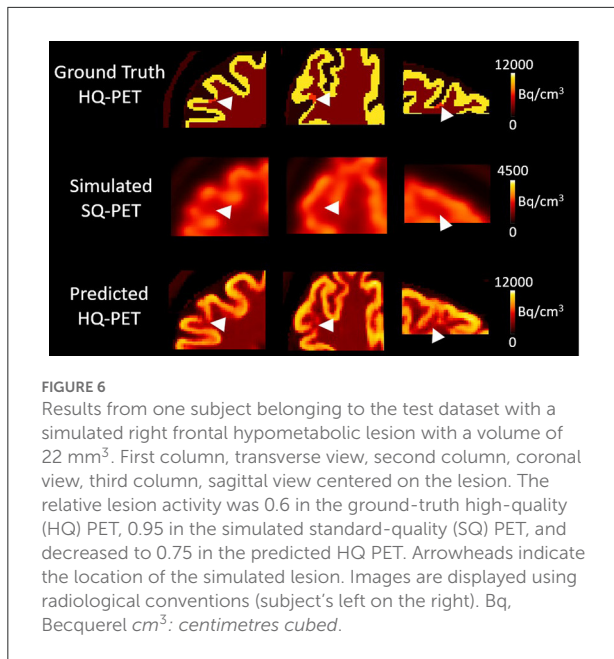 Ground Truth
HQ-PET
12000
Bq/cm³
0
Simulated
SQ-PET
4500
Bq/cm³
0
Predicted
HQ-PET
12000
Bq/cm³
0
FIGURE 6
Results from one subject belonging to the test dataset with a
simulated right frontal hypometabolic lesion with a volume of
22 mm³. First column, transverse view, second column, coronal
view, third column, sagittal view centered on the lesion. The
relative lesion activity was 0.6 in the ground-truth high-quality
(HQ) PET, 0.95 in the simulated standard-quality (SQ) PET, and
decreased to 0.75 in the predicted HQ PET. Arrowheads indicate
the location of the simulated lesion. Images are displayed using
radiological conventions (subject's left on the right). Bq,
Becquerel cm³: centimetres cubed.